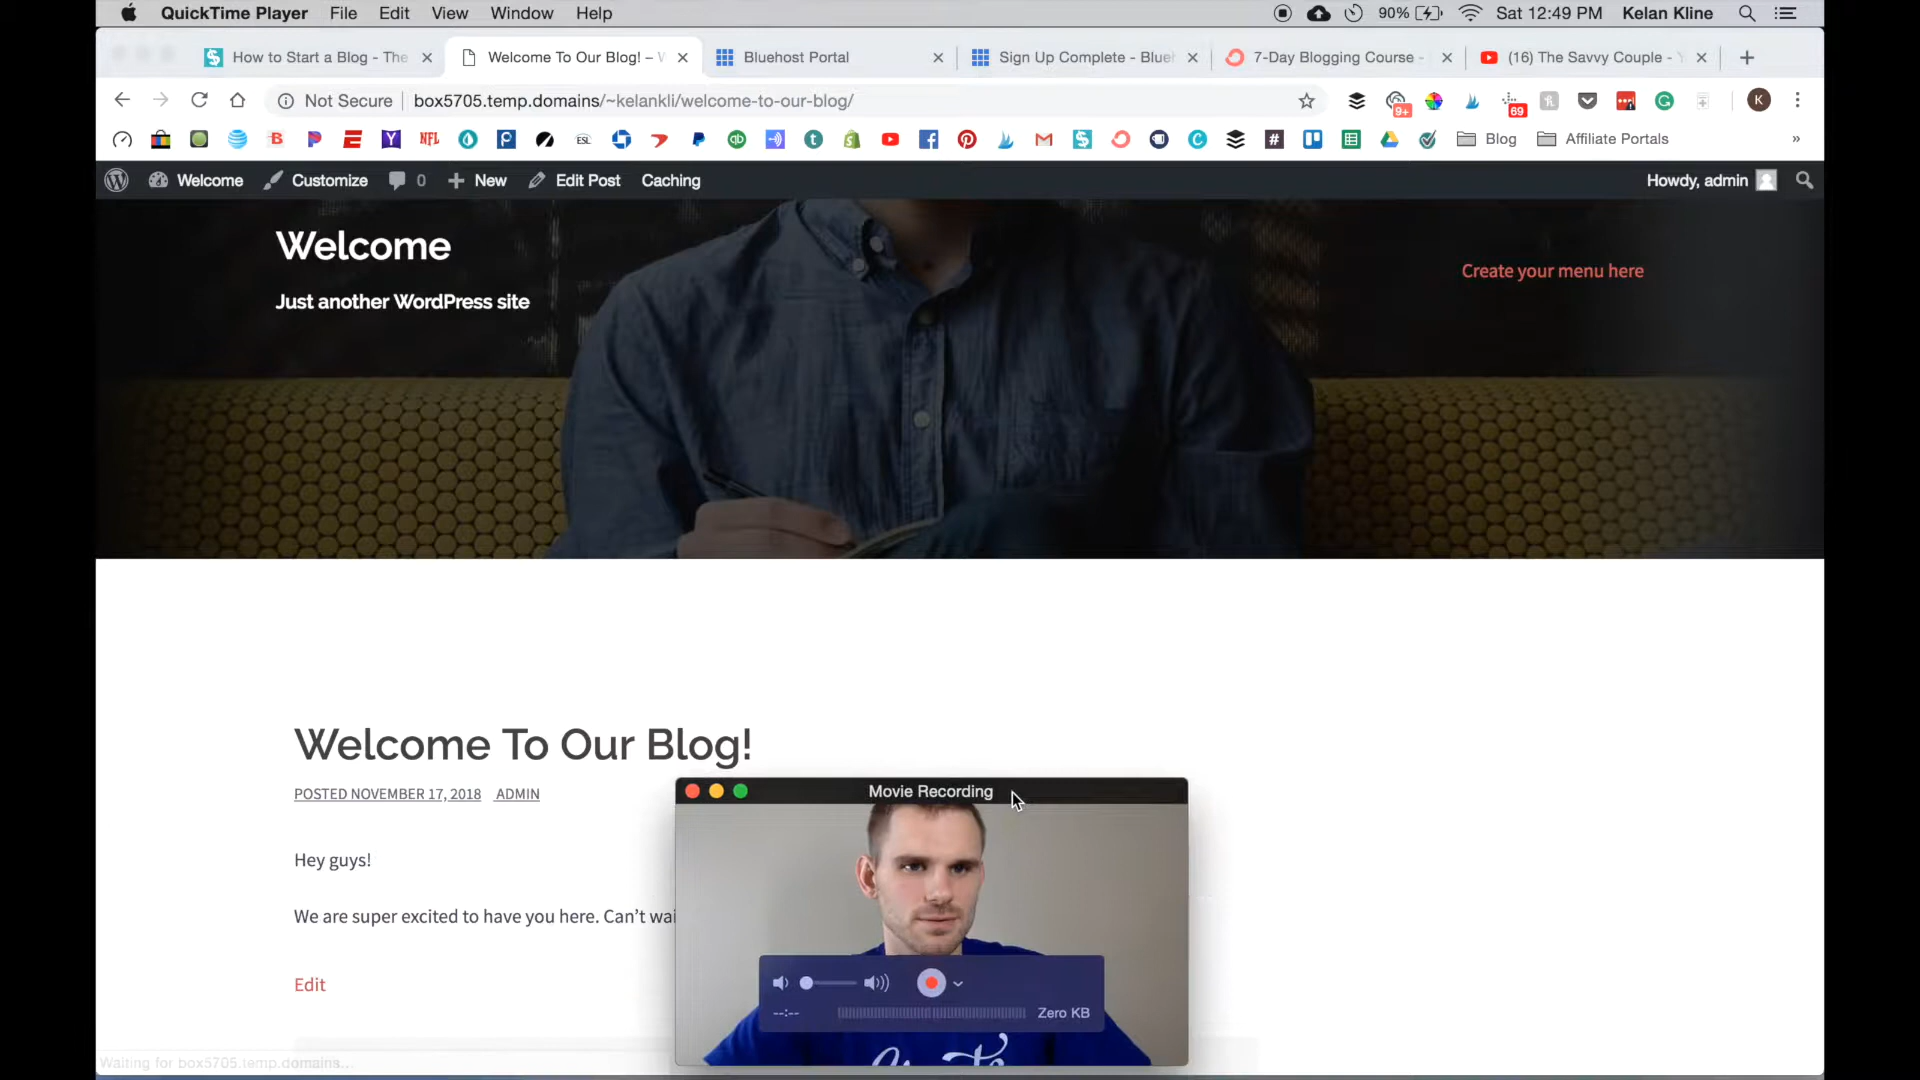 QuickTime Player File Edit View Window Help 90% Sat 12:49 PM Kelan Kline
How to Start a Blog - The
Welcome To Our Blog! –
Bluehost Portal
Sign Up Complete - Blueh
7-Day Blogging Course -
(16) The Savvy Couple -
Not Secure box5705.temp.domains/~kelankli/welcome-to-our-blog/ 9+ 69 K
NFL ESL Blog Affiliate Portals »
Welcome Customize 0 New Edit Post Caching Howdy, admin
Welcome
Create your menu here
Just another WordPress site
Welcome To Our Blog!
POSTED NOVEMBER 17, 2018 ADMIN
Movie Recording
Hey guys!
We are super excited to have you here. Can't wai
Edit
--:-- Zero KB
Waiting for box5705.temp.domains...